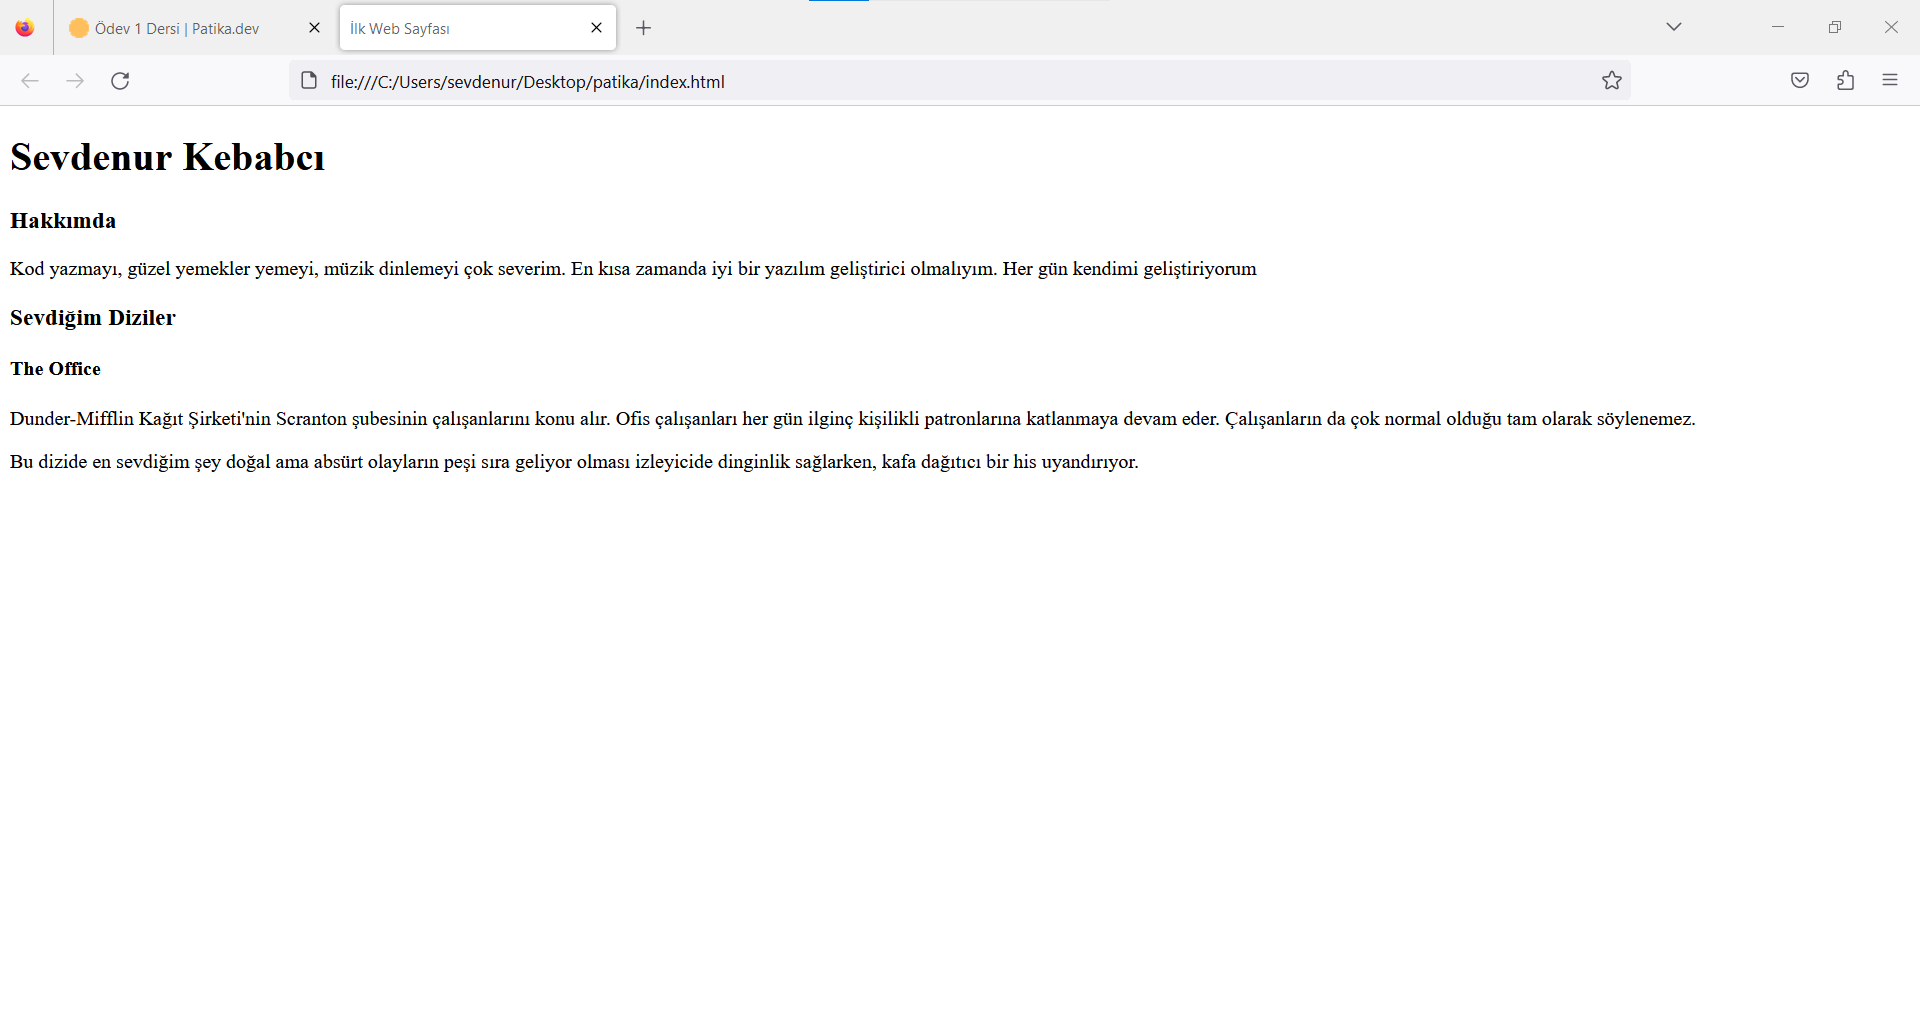 Ödev 1 Dersi | Patika.dev
İlk Web Sayfası
file:///C:/Users/sevdenur/Desktop/patika/index.html
Sevdenur Kebabcı
Hakkımda
Kod yazmayı, güzel yemekler yemeyi, müzik dinlemeyi çok severim. En kısa zamanda iyi bir yazılım geliştirici olmalıyım. Her gün kendimi geliştiriyorum
Sevdiğim Diziler
The Office
Dunder-Mifflin Kağıt Şirketi'nin Scranton şubesinin çalışanlarını konu alır. Ofis çalışanları her gün ilginç kişilikli patronlarına katlanmaya devam eder. Çalışanların da çok normal olduğu tam olarak söylenemez.
Bu dizide en sevdiğim şey doğal ama absürt olayların peşi sıra geliyor olması izleyicide dinginlik sağlarken, kafa dağıtıcı bir his uyandırıyor.